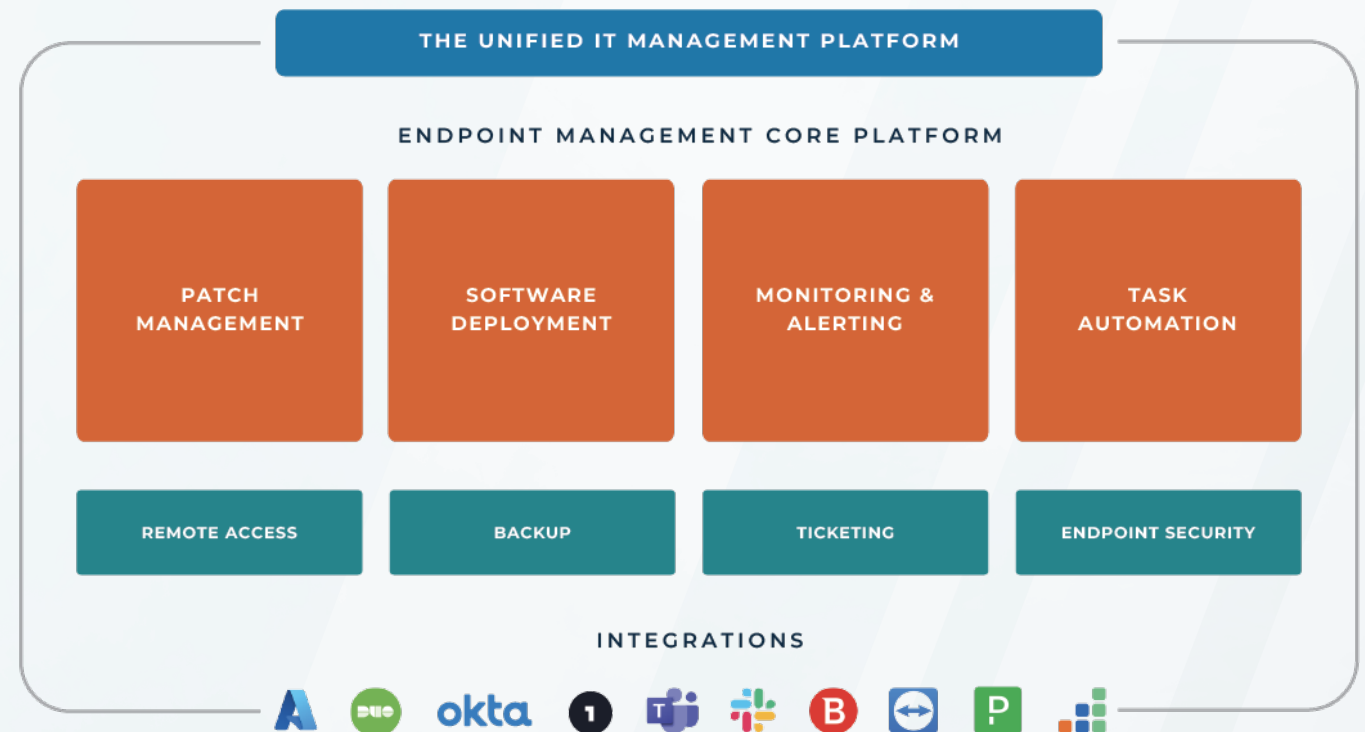 THE UNIFIED IT MANAGEMENT PLATFORM
ENDPOINT MANAGEMENT CORE PLATFORM
PATCH
MANAGEMENT
SOFTWARE
DEPLOYMENT
MONITORING &
ALERTING
TASK
AUTOMATION
REMOTE ACCESS
BACKUP
TICKETING
ENDPOINT SECURITY
INTEGRATIONS
DUO
okta
1
T
B
P